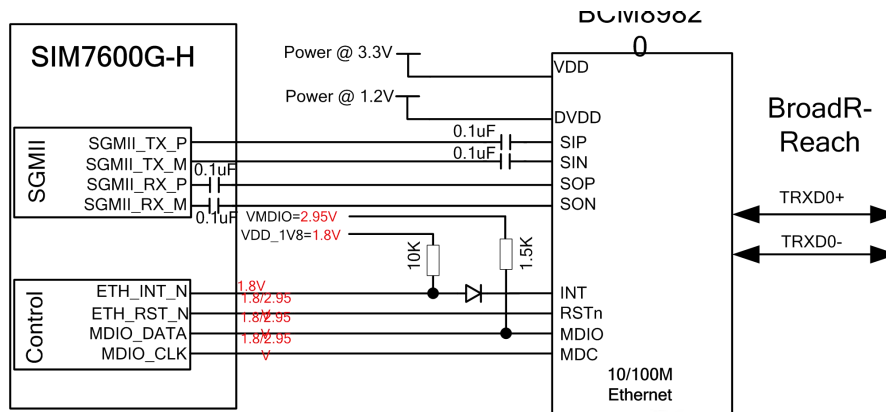 BCM8982
0
SIM7600G-H
Power @ 3.3V
VDD
Power @ 1.2V
DVDD
BroadR-
Reach
SGMII
SGMII_TX_P
0.1uF
SIP
SGMII_TX_M
0.1uF
SIN
SGMII_RX_P
0.1uF
SOP
SGMII_RX_M
0.1uF
SON
TRXD0+
VMDIO=2.95V
VDD_1V8=1.8V
10K
1.5K
TRXD0-
Control
ETH_INT_N
1.8V
INT
1.8/2.95
V
ETH_RST_N
RSTn
1.8/2.95
V
MDIO_DATA
MDIO
1.8/2.95
V
MDIO_CLK
MDC
10/100M
Ethernet